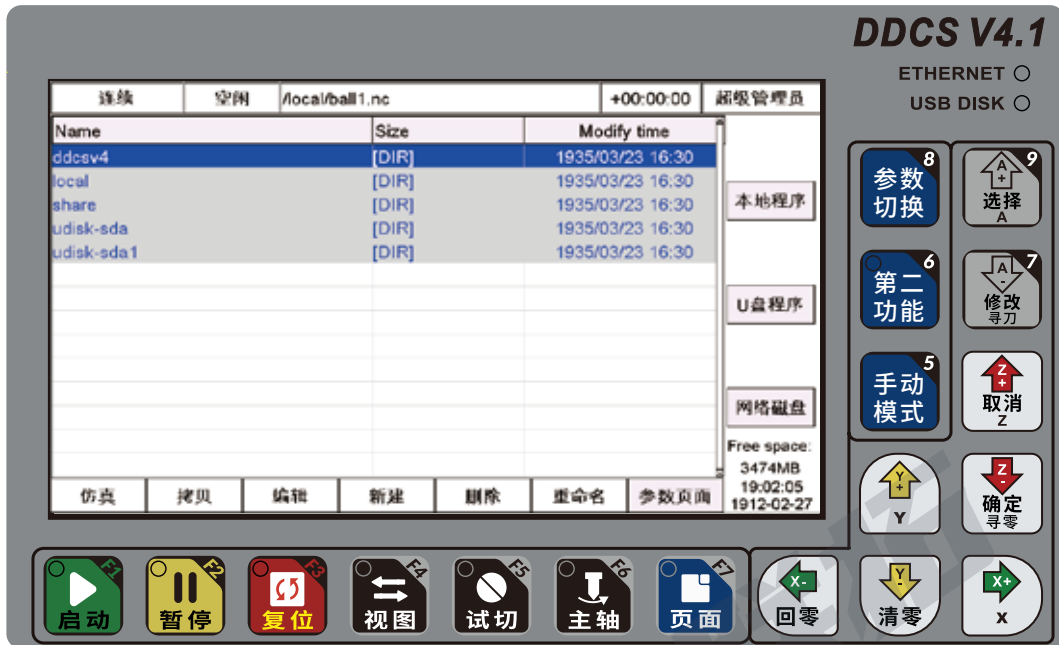 DDCS V4.1
ETHERNET
USB DISK
连续 空闲 /local/ball1.nc +00:00:00 超级管理员
Name Size Modify time
ddcsv4 [DIR] 1935/03/23 16:30
local [DIR] 1935/03/23 16:30
share [DIR] 1935/03/23 16:30
udisk-sda [DIR] 1935/03/23 16:30
udisk-sda1 [DIR] 1935/03/23 16:30
本地程序
U盘程序
网络磁盘
Free space:
3474MB
19:02:05
1912-02-27
仿真 拷贝 编辑 新建 删除 重命名 参数页面
8
参数
切换
9
A
+
选择
A
6
第二
功能
7
A
-
修改
寻刀
5
手动
模式
Z
+
取消
Z
Y
+
Y
Z
-
确定
寻零
F1
启动
F2
暂停
F3
复位
F4
视图
F5
试切
F6
主轴
F7
页面
X-
回零
Y
-
清零
X+
X